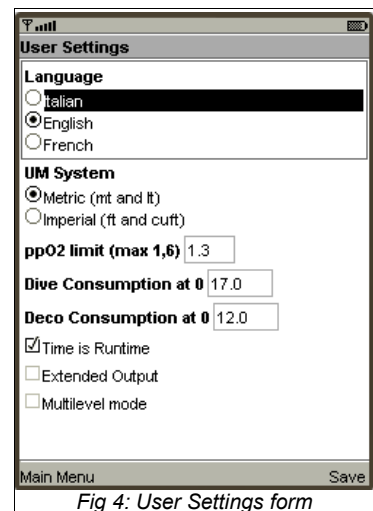 User Settings
Language
Italian
English
French
UM System
Metric (mt and lt)
Imperial (ft and cuft)
ppO2 limit (max 1,6) 1.3
Dive Consumption at 0 17.0
Deco Consumption at 0 12.0
Time is Runtime
Extended Output
Multilevel mode
Main Menu Save
Fig 4: User Settings form